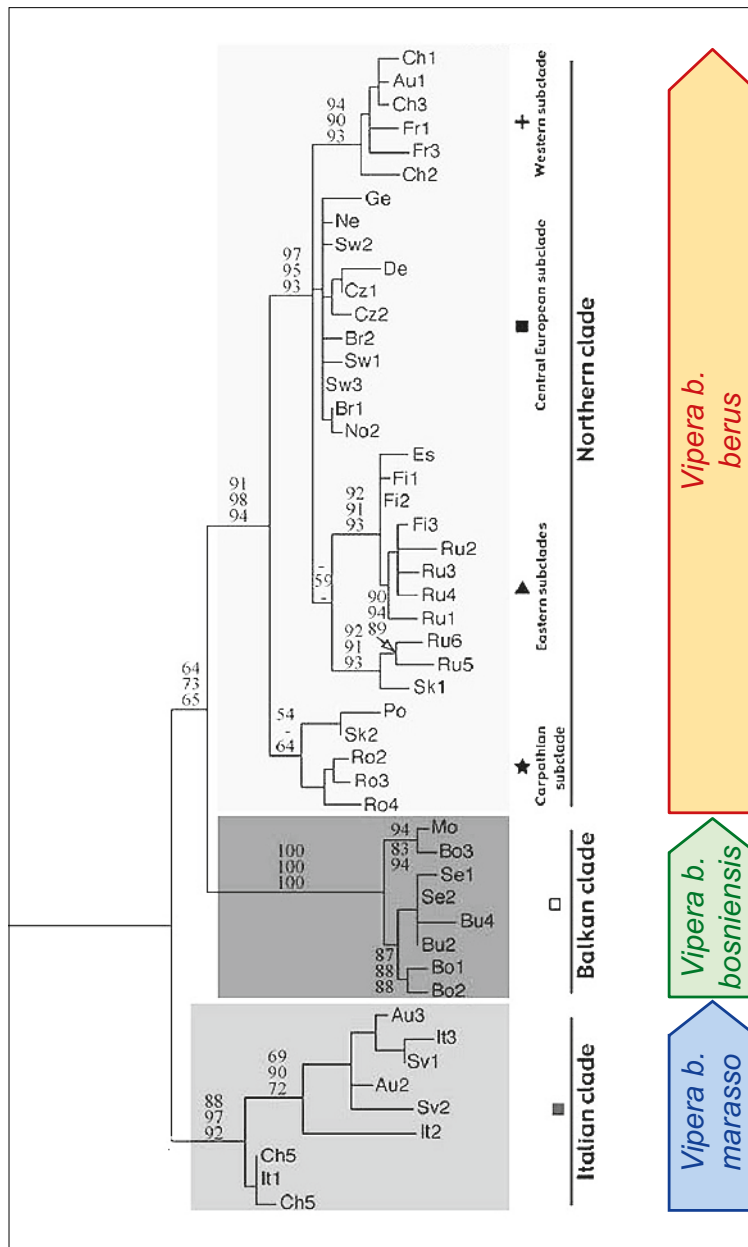 Ch1
Au1
Ch3
Fr1
Fr3
Ch2
94
90
93
Western subclade
Ge
Ne
Sw2
De
Cz1
Cz2
Br2
Sw1
Sw3
Br1
No2
97
95
93
Central European subclade
Es
Fi1
Fi2
Fi3
Ru2
Ru3
Ru4
Ru1
Ru6
Ru5
Sk1
92
91
93
90
94
89
-
59
-
92
91
93
Eastern subclades
91
98
94
Po
Sk2
Ro2
Ro3
Ro4
54
-
64
Carpathian
subclade
Northern clade
Vipera b.
berus
64
73
65
Mo
Bo3
Se1
Se2
Bu4
Bu2
Bo1
Bo2
94
83
94
100
100
100
87
88
88
Balkan clade
Vipera b.
bosniensis
Au3
It3
Sv1
Au2
Sv2
It2
Ch5
It1
Ch5
69
90
72
88
97
92
Italian clade
Vipera b.
marasso